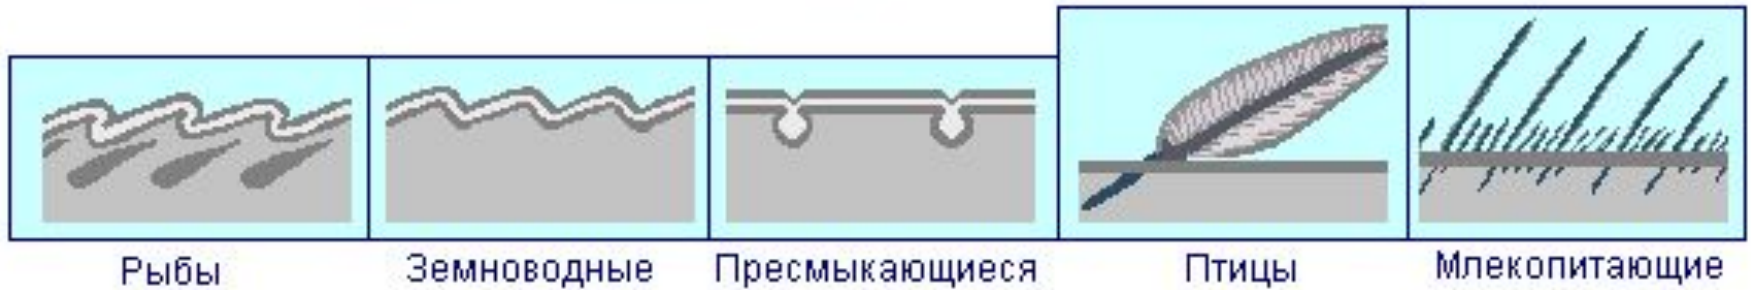 Рыбы
Земноводные
Пресмыкающиеся
Птицы
Млекопитающие